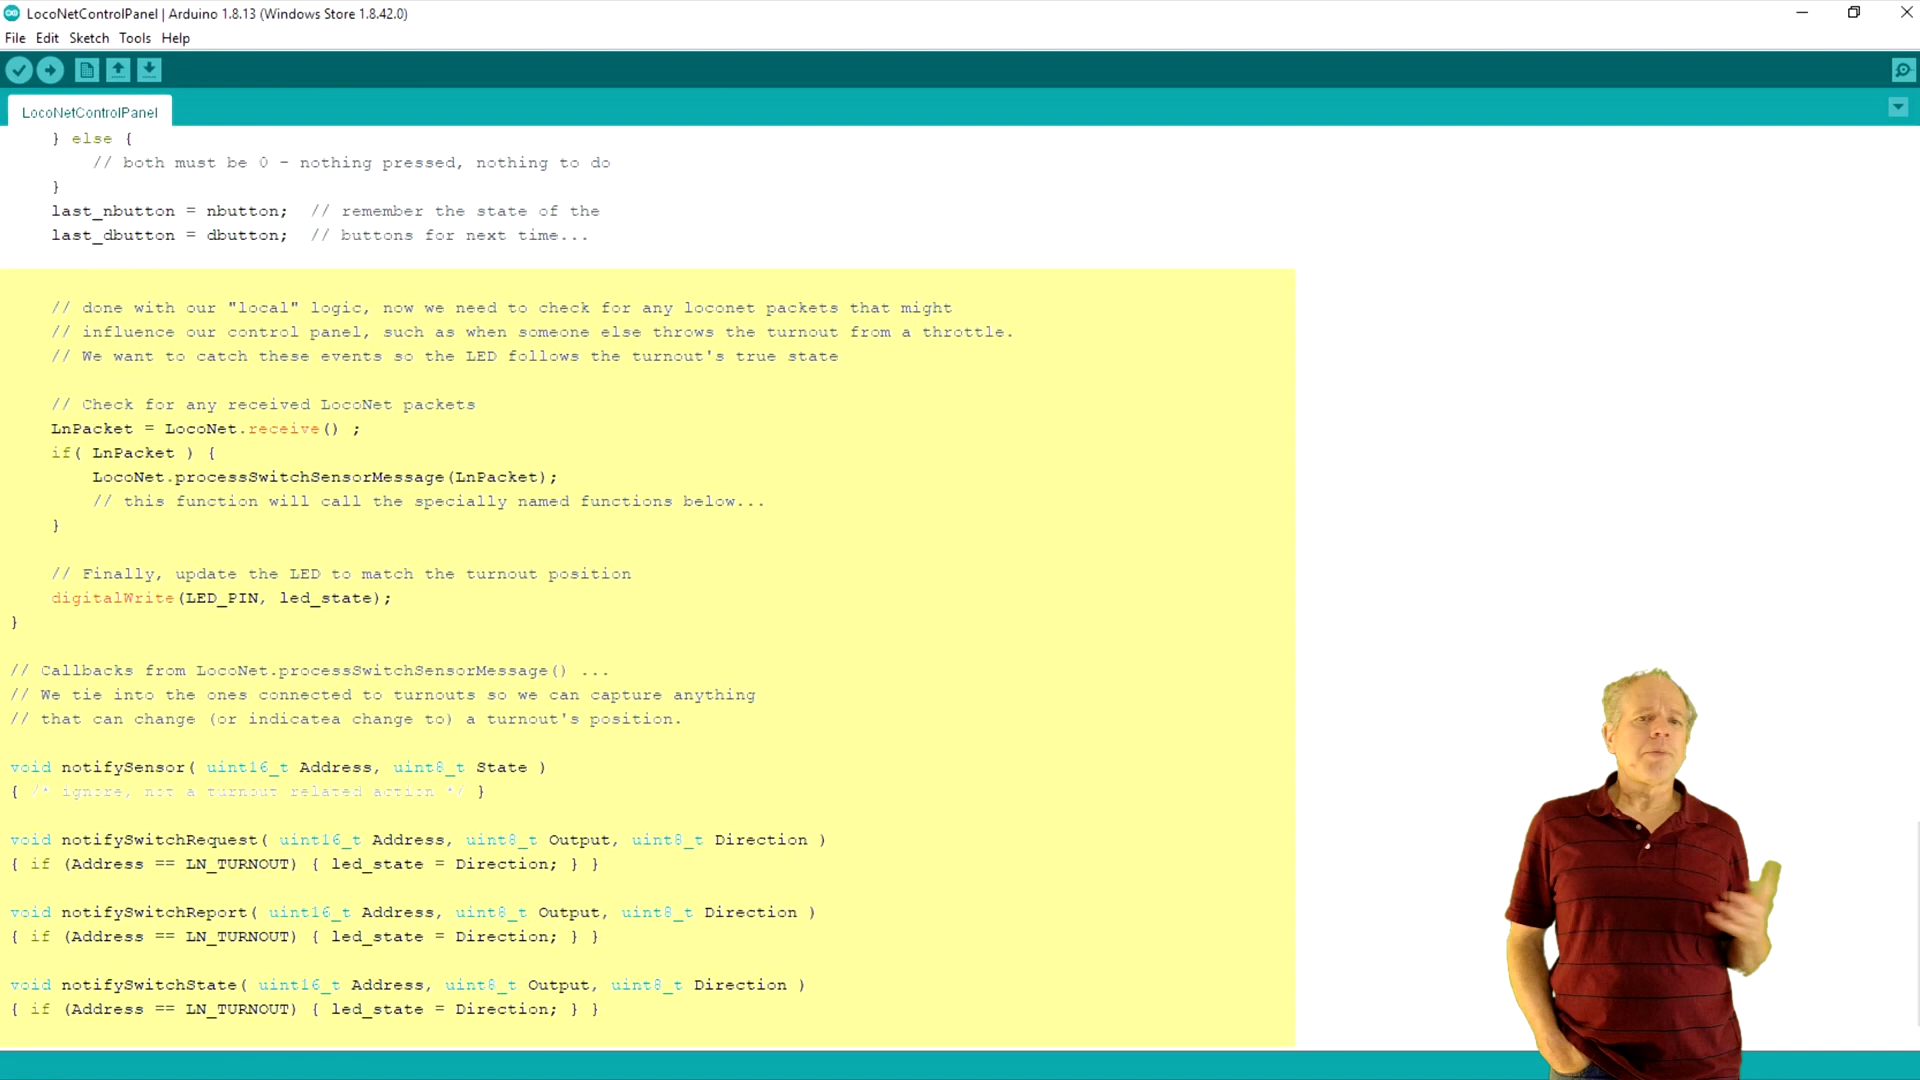 LocoNetControlPanel | Arduino 1.8.13 (Windows Store 1.8.42.0)
File Edit Sketch Tools Help
LocoNetControlPanel
} else {
// both must be 0 - nothing pressed, nothing to do
}
last_nbutton = nbutton;  // remember the state of the
last_dbutton = dbutton;  // buttons for next time...
// done with our "local" logic, now we need to check for any loconet packets that might
// influence our control panel, such as when someone else throws the turnout from a throttle.
// We want to catch these events so the LED follows the turnout's true state
// Check for any received LocoNet packets
LnPacket = LocoNet.receive() ;
if( LnPacket ) {
LocoNet.processSwitchSensorMessage(LnPacket);
// this function will call the specially named functions below...
}
// Finally, update the LED to match the turnout position
digitalWrite(LED_PIN, led_state);
}
// Callbacks from LocoNet.processSwitchSensorMessage() ...
// We tie into the ones connected to turnouts so we can capture anything
// that can change (or indicatea change to) a turnout's position.
void notifySensor( uint16_t Address, uint8_t State )
{ /* ignore, not a turnout related action */ }
void notifySwitchRequest( uint16_t Address, uint8_t Output, uint8_t Direction )
{ if (Address == LN_TURNOUT) { led_state = Direction; } }
void notifySwitchReport( uint16_t Address, uint8_t Output, uint8_t Direction )
{ if (Address == LN_TURNOUT) { led_state = Direction; } }
void notifySwitchState( uint16_t Address, uint8_t Output, uint8_t Direction )
{ if (Address == LN_TURNOUT) { led_state = Direction; } }